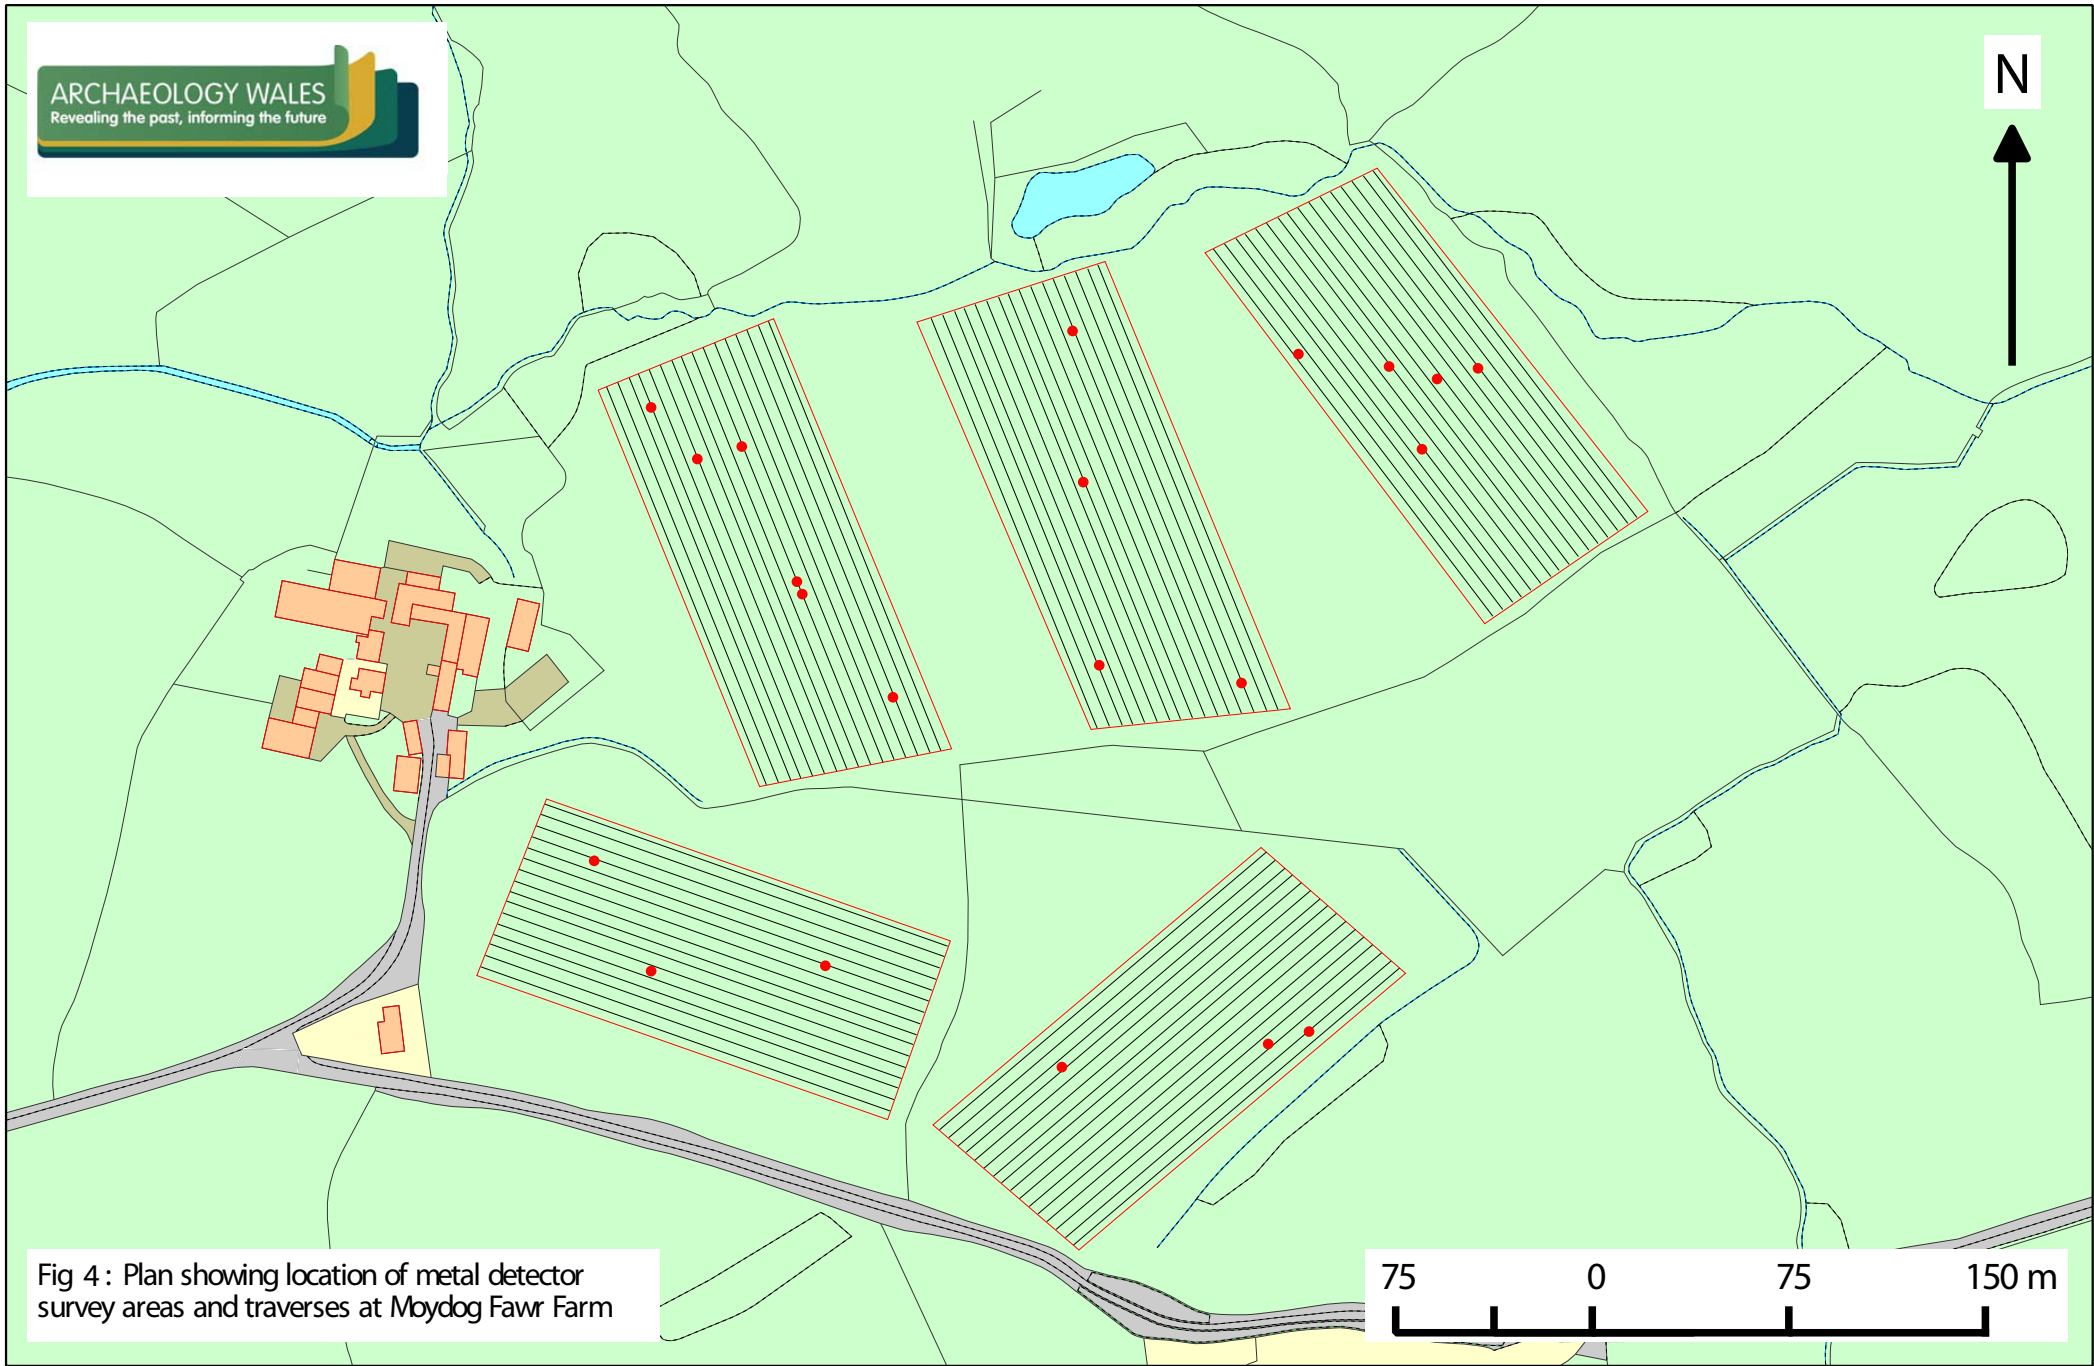 ARCHAEOLOGY WALES
Revealing the past, informing the future
N
Fig 4 : Plan showing location of metal detector
survey areas and traverses at Moydog Fawr Farm
75 0 75 150 m